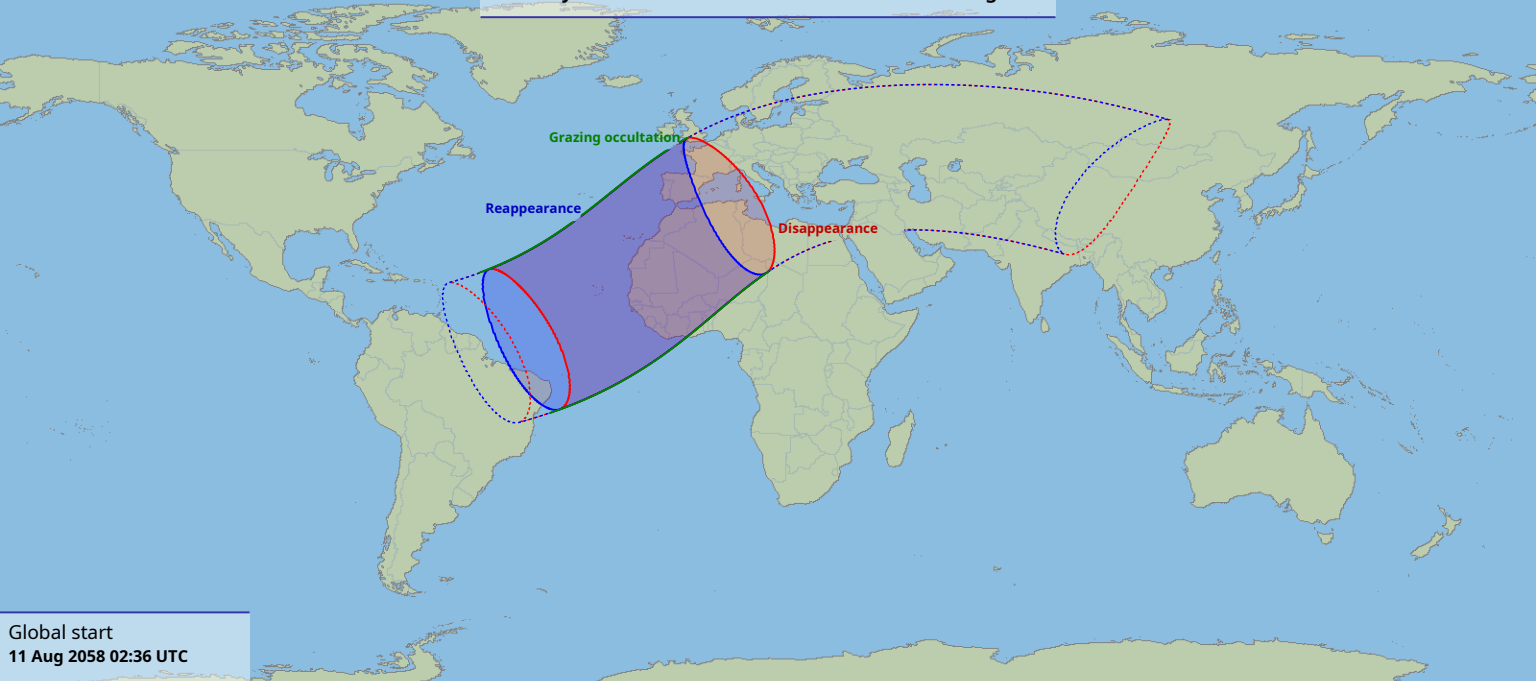 Grazing occultation
Reappearance
Disappearance
Global start
11 Aug 2058 02:36 UTC